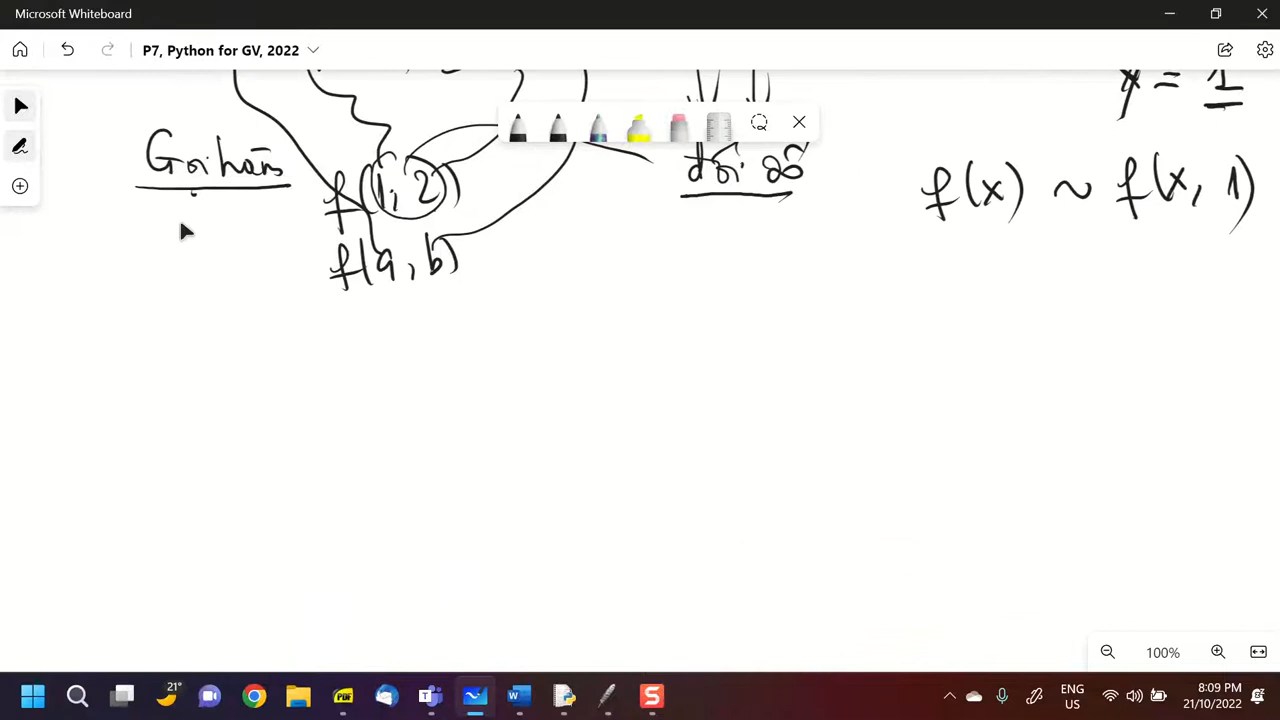 Microsoft Whiteboard
P7, Python for GV, 2022
y = 1
Gọi hàm
f(1, 2)
đối số
f(x) ~ f(x, 1)
f(a, b)
100%
21°
ENG
US
8:09 PM
21/10/2022